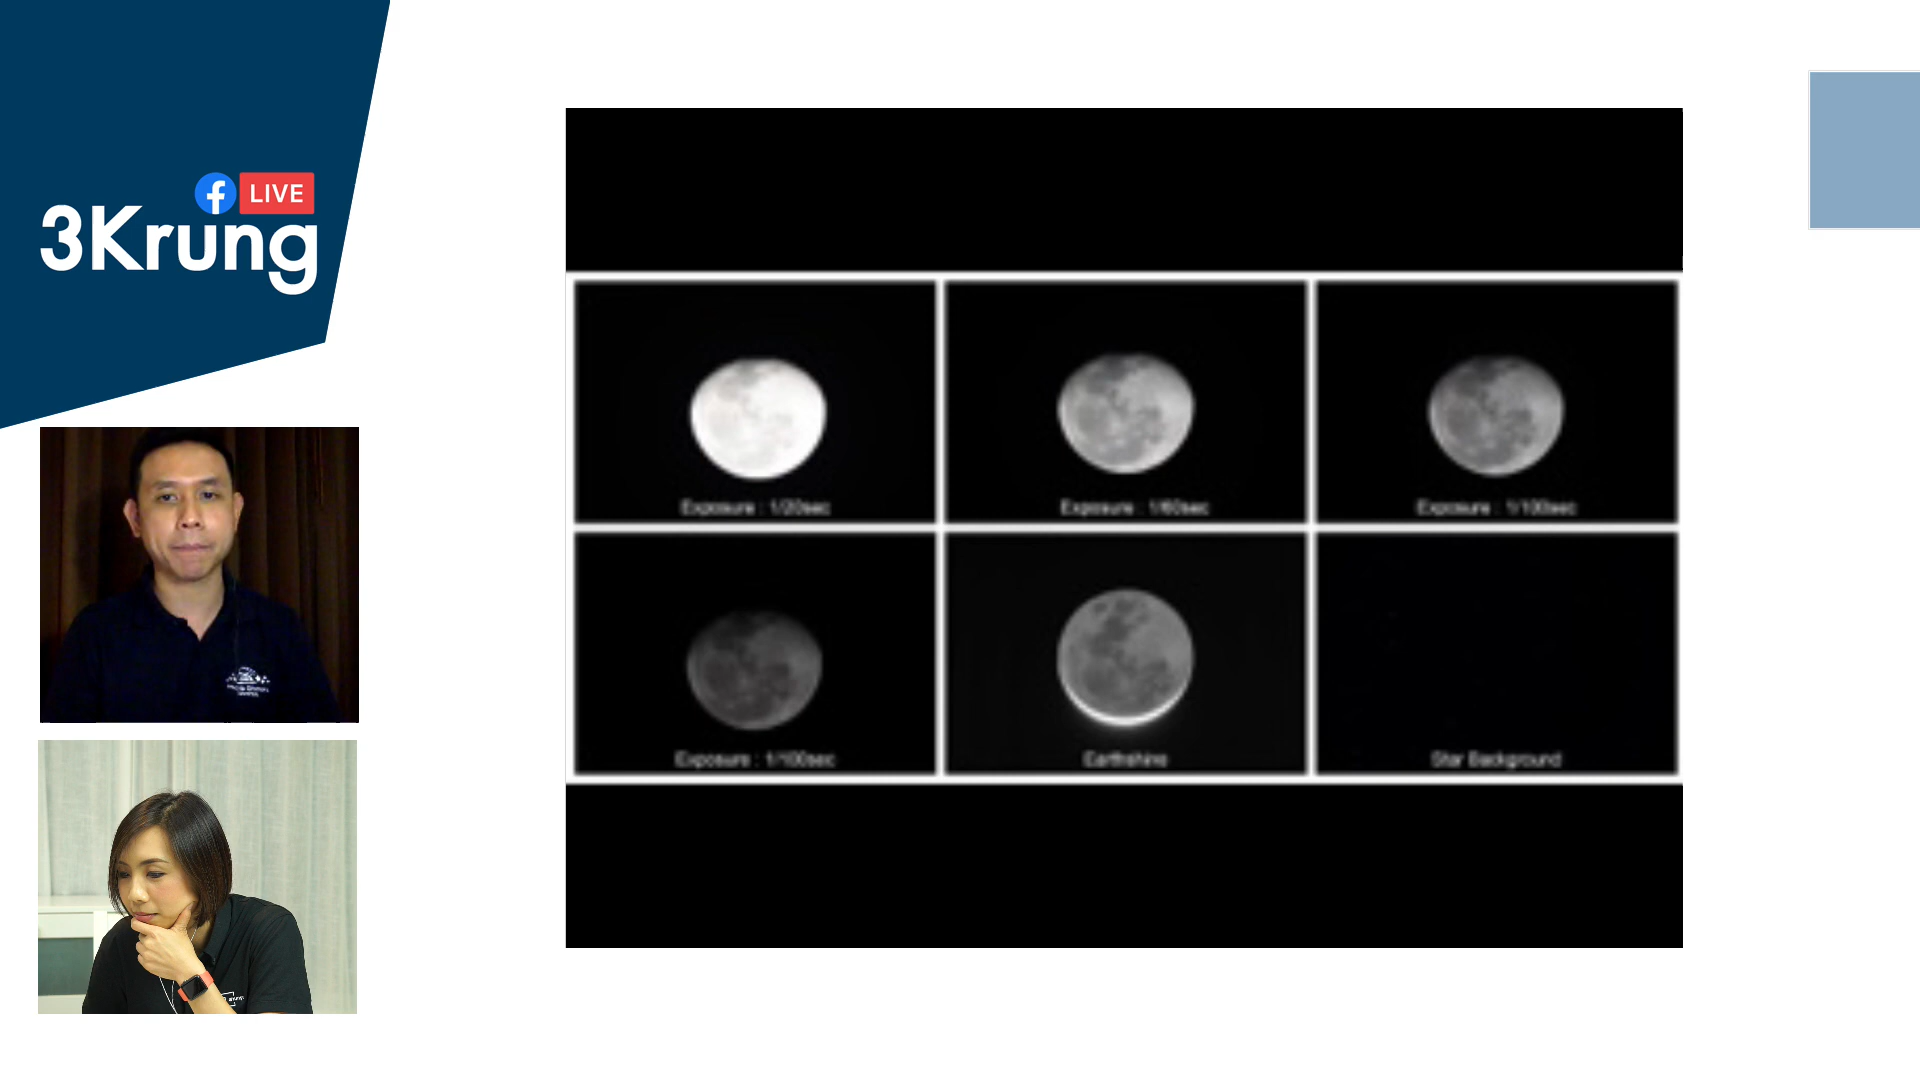 LIVE
3Krung
Exposure : 1/20sec
Exposure : 1/60sec
Exposure : 1/100sec
Exposure : 1/100sec
Earthshine
Star Background